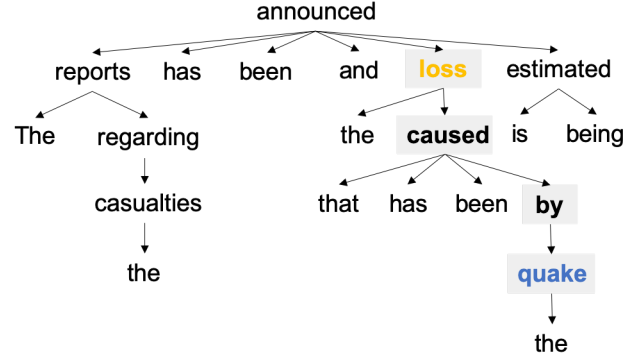 announced
reports has been and loss estimated
The regarding the caused is being
casualties that has been by
the quake
the